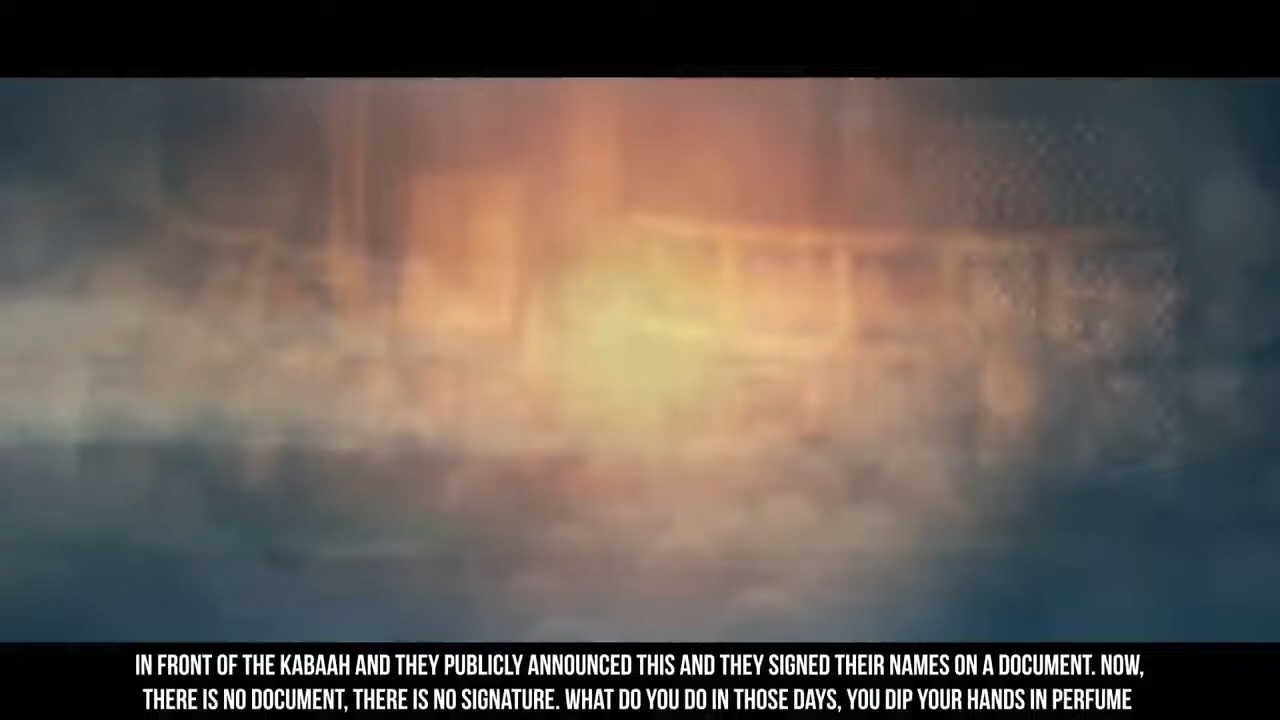 IN FRONT OF THE KABAAH AND THEY PUBLICLY ANNOUNCED THIS AND THEY SIGNED THEIR NAMES ON A DOCUMENT. NOW,
THERE IS NO DOCUMENT, THERE IS NO SIGNATURE. WHAT DO YOU DO IN THOSE DAYS, YOU DIP YOUR HANDS IN PERFUME